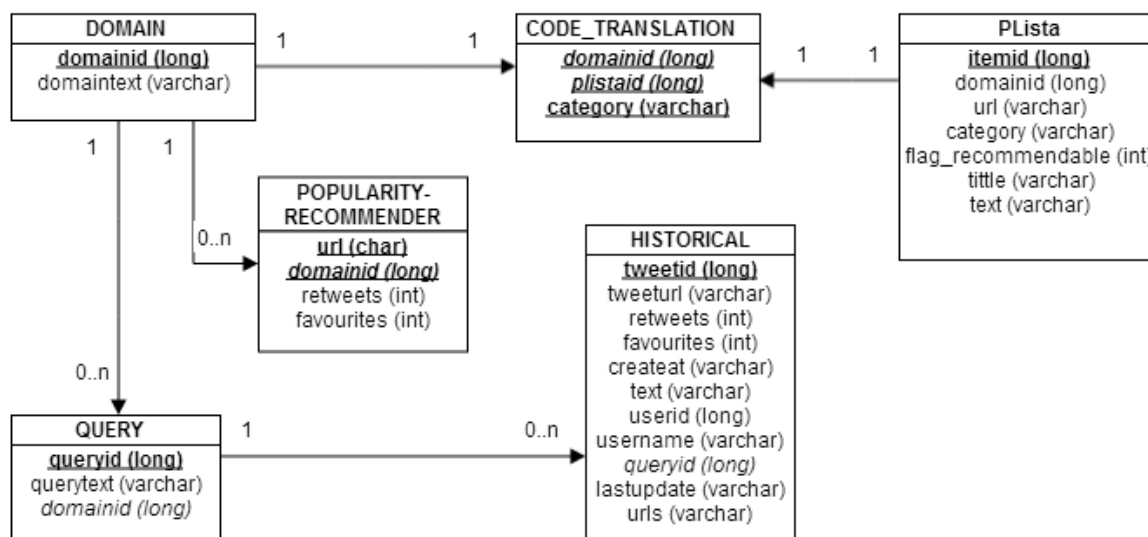 DOMAIN
domainid (long)
domaintext (varchar)
1
1
CODE_TRANSLATION
domainid (long)
plistaid (long)
category (varchar)
1
1
PLista
itemid (long)
domainid (long)
url (varchar)
category (varchar)
flag_recommendable (int)
tittle (varchar)
text (varchar)
1
1
0..n
POPULARITY-
RECOMMENDER
url (char)
domainid (long)
retweets (int)
favourites (int)
HISTORICAL
tweetid (long)
tweeturl (varchar)
retweets (int)
favourites (int)
createat (varchar)
text (varchar)
userid (long)
username (varchar)
queryid (long)
lastupdate (varchar)
urls (varchar)
0..n
QUERY
queryid (long)
querytext (varchar)
domainid (long)
1
0..n